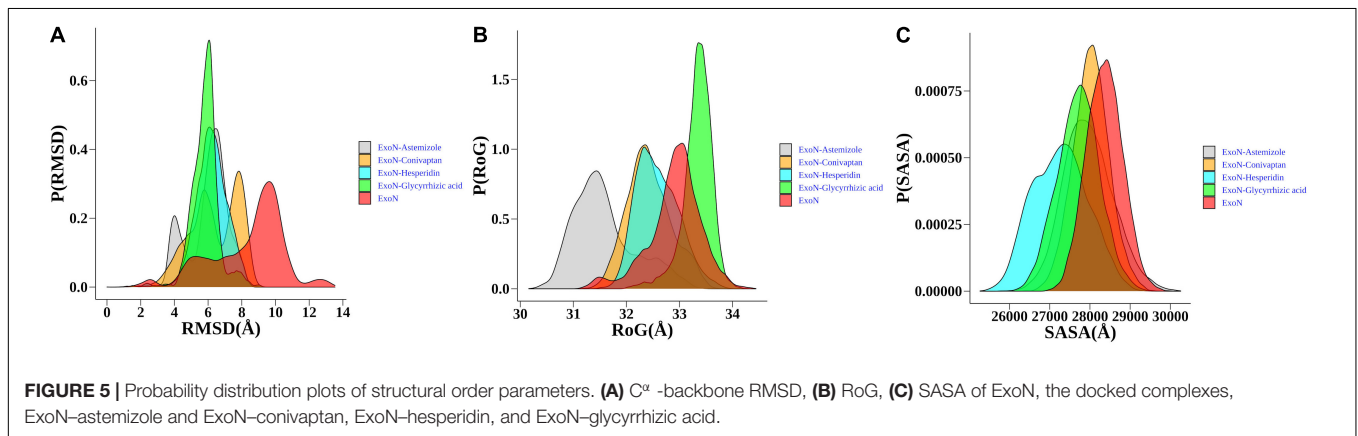 A
P(RMSD)
0.6
0.4
0.2
0.0
0 2 4 6 8 10 12 14
RMSD(Å)
ExoN-Astemizole
ExoN-Conivaptan
ExoN-Hesperidin
ExoN-Glycyrrhizic acid
ExoN
B
P(RoG)
1.5
1.0
0.5
0.0
30 31 32 33 34
RoG(Å)
ExoN-Astemizole
ExoN-Conivaptan
ExoN-Hesperidin
ExoN-Glycyrrhizic acid
ExoN
C
P(SASA)
0.00075
0.00050
0.00025
0.00000
26000 27000 28000 29000 30000
SASA(Å)
ExoN-Astemizole
ExoN-Conivaptan
ExoN-Hesperidin
ExoN-Glycyrrhizic acid
ExoN
FIGURE 5 | Probability distribution plots of structural order parameters. (A) Cα -backbone RMSD, (B) RoG, (C) SASA of ExoN, the docked complexes,
ExoN–astemizole and ExoN–conivaptan, ExoN–hesperidin, and ExoN–glycyrrhizic acid.